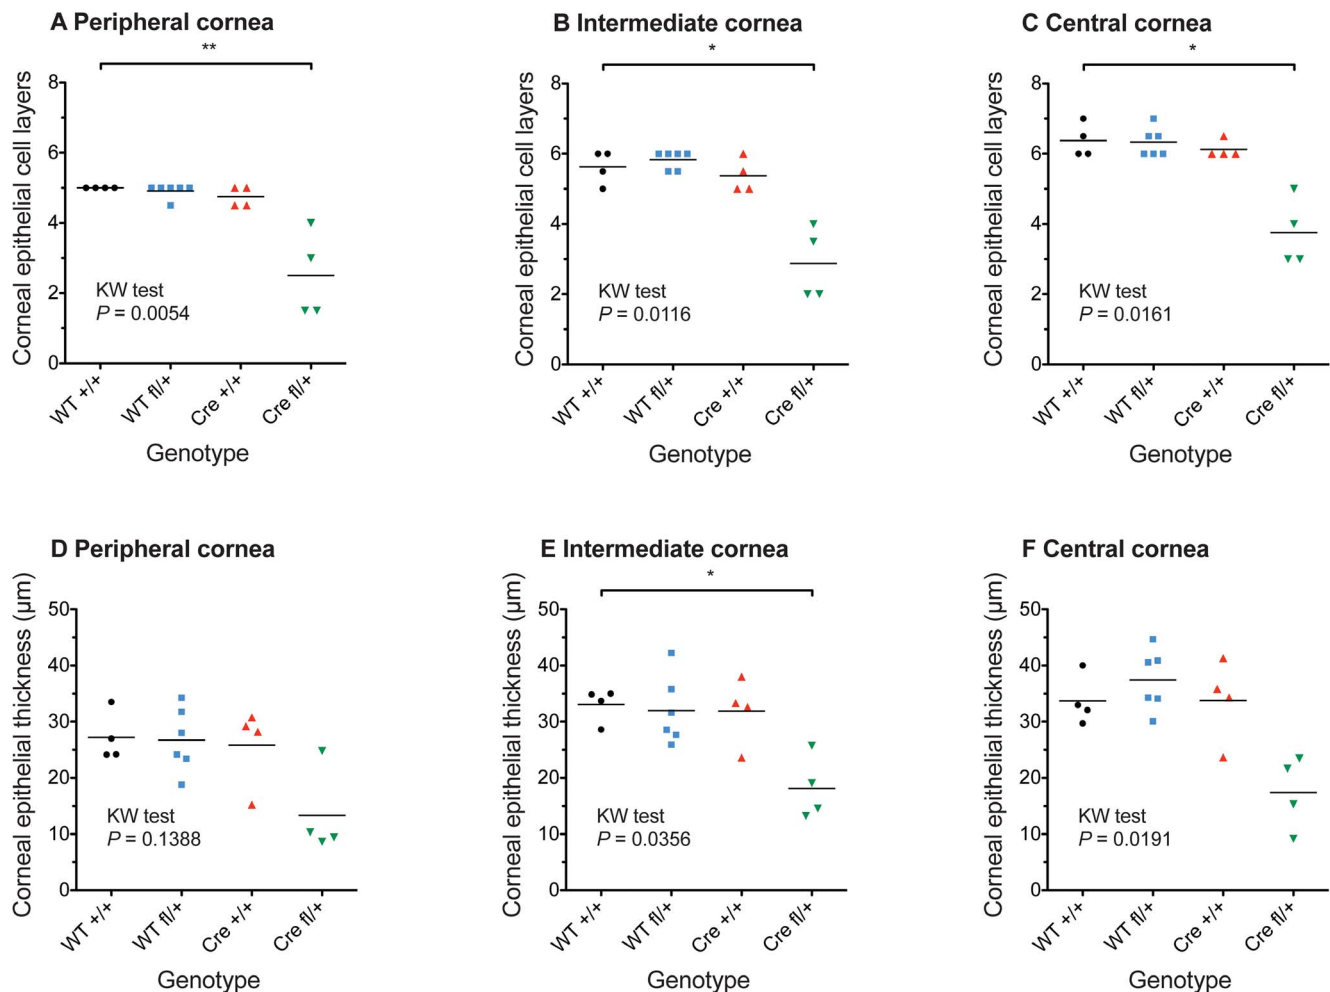 A Peripheral cornea
**
Corneal epithelial cell layers
8
6
4
2
0
KW test
P = 0.0054
WT +/+
WT fl/+
Cre +/+
Cre fl/+
Genotype
B Intermediate cornea
*
Corneal epithelial cell layers
8
6
4
2
0
KW test
P = 0.0116
WT +/+
WT fl/+
Cre +/+
Cre fl/+
Genotype
C Central cornea
*
Corneal epithelial cell layers
8
6
4
2
0
KW test
P = 0.0161
WT +/+
WT fl/+
Cre +/+
Cre fl/+
Genotype
D Peripheral cornea
Corneal epithelial thickness (μm)
50
40
30
20
10
0
KW test
P = 0.1388
WT +/+
WT fl/+
Cre +/+
Cre fl/+
Genotype
E Intermediate cornea
*
Corneal epithelial thickness (μm)
50
40
30
20
10
0
KW test
P = 0.0356
WT +/+
WT fl/+
Cre +/+
Cre fl/+
Genotype
F Central cornea
Corneal epithelial thickness (μm)
50
40
30
20
10
0
KW test
P = 0.0191
WT +/+
WT fl/+
Cre +/+
Cre fl/+
Genotype